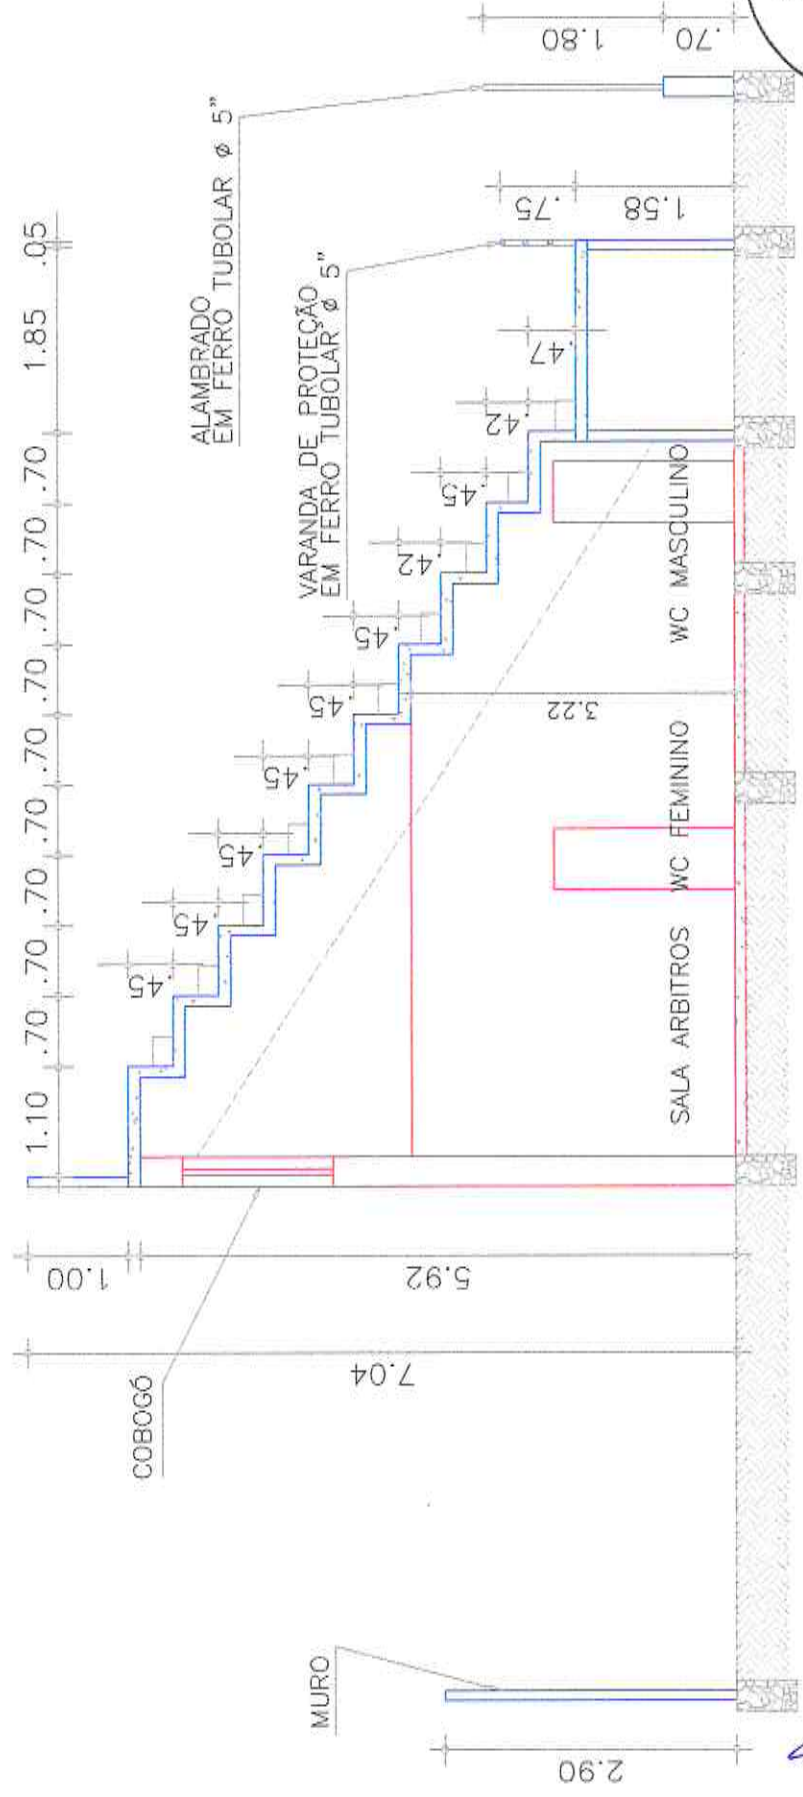 1.10 .70 .70 .70 .70 .70 .70 .70 .70 .70 1.85 .05
ALAMBRADO
EM FERRO TUBOLAR ø 5"
VARANDA DE PROTEÇÃO
EM FERRO TUBOLAR ø 5"
COBOGÓ
MURO
.45
.45
.45
.45
.45
.45
.42
.45
.42
.47
1.00
5.92
7.04
2.90
3.22
.75
1.58
1.80
.70
SALA ARBITROS
WC FEMININO
WC MASCULINO